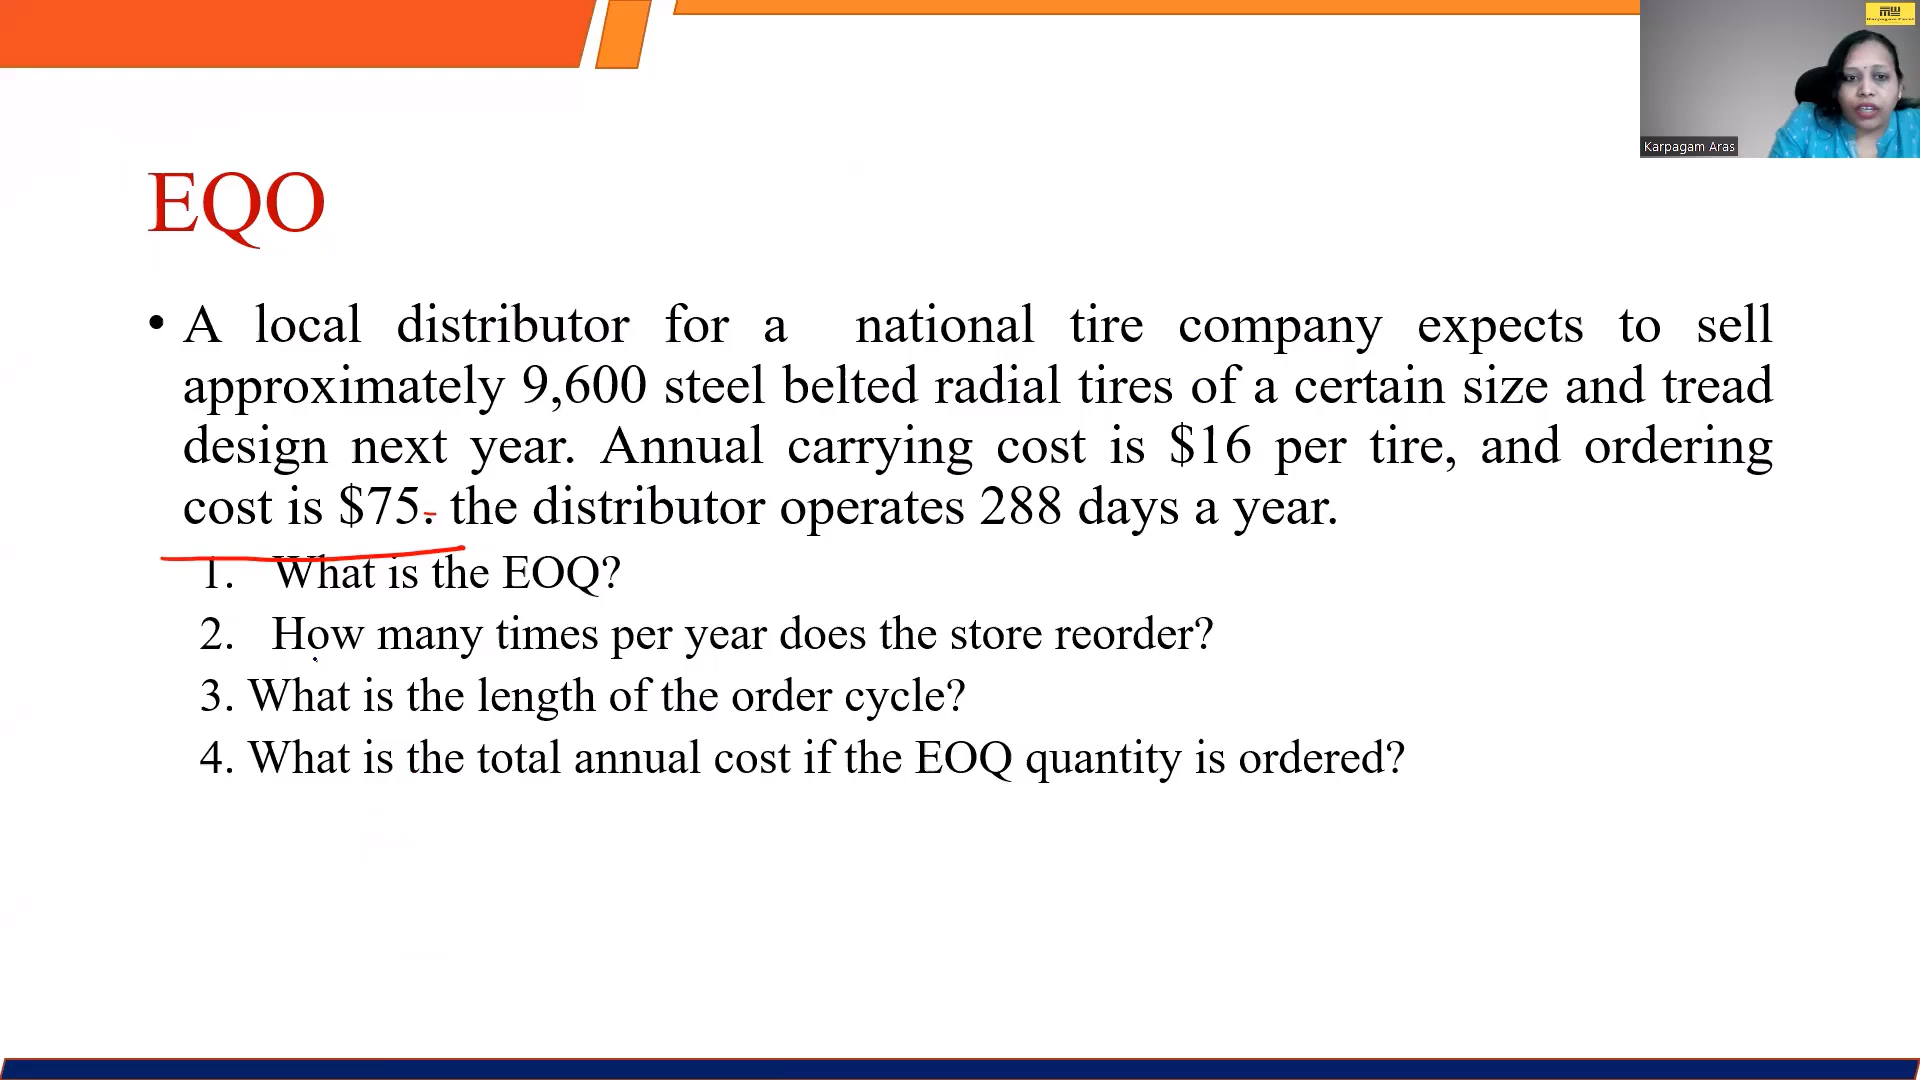 Karpagam Aras
EQO
• A local distributor for a national tire company expects to sell
approximately 9,600 steel belted radial tires of a certain size and tread
design next year. Annual carrying cost is $16 per tire, and ordering
cost is $75. the distributor operates 288 days a year.
1. What is the EOQ?
2. How many times per year does the store reorder?
3. What is the length of the order cycle?
4. What is the total annual cost if the EOQ quantity is ordered?